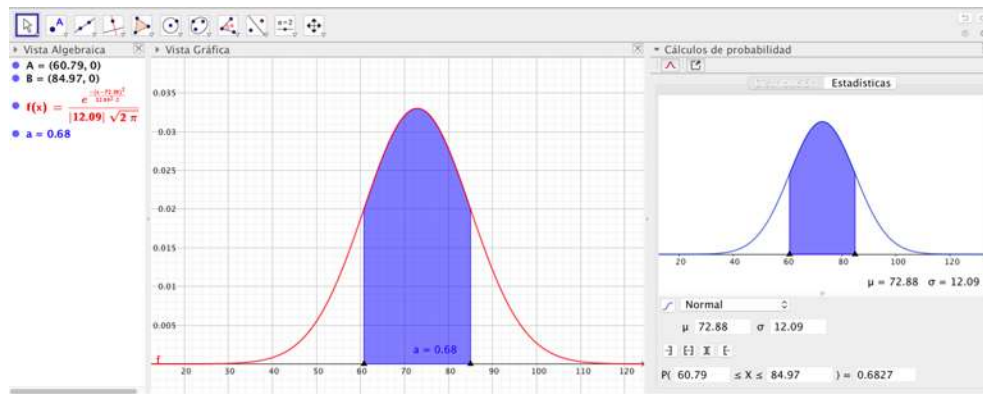 A
a=2
Vista Algebraica
Vista Gráfica
Cálculos de probabilidad
A = (60.79, 0)
B = (84.97, 0)
f(x) =
|12.09| √2 π
a = 0.68
0.035
0.03
0.025
0.02
0.015
0.01
0.005
f
a = 0.68
20 30 40 50 60 70 80 90 100 110 120
Estadísticas
20 40 60 80 100 120
μ = 72.88 σ = 12.09
Normal
μ 72.88 σ 12.09
P( 60.79 ≤ X ≤ 84.97 ) = 0.6827